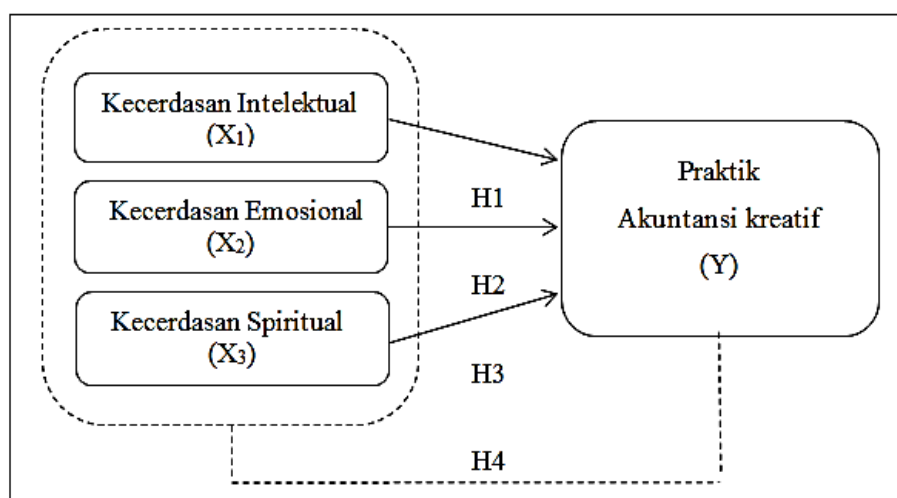 Kecerdasan Intelektual
(X₁)
Kecerdasan Emosional
(X₂)
Kecerdasan Spiritual
(X₃)
H1
H2
H3
H4
Praktik
Akuntansi kreatif
(Y)